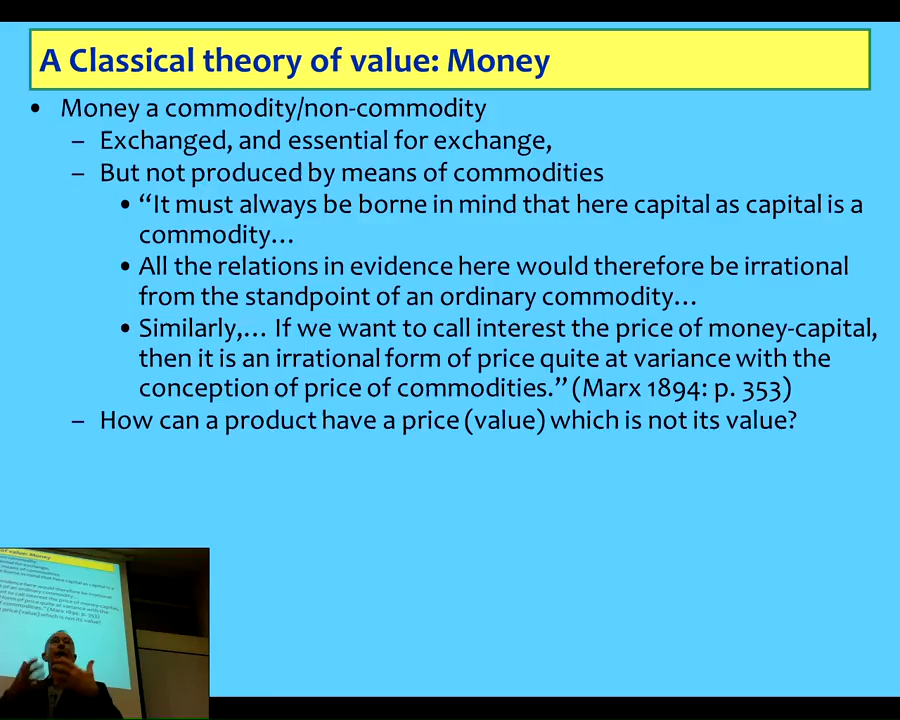 A Classical theory of value: Money
• Money a commodity/non-commodity
– Exchanged, and essential for exchange,
– But not produced by means of commodities
• “It must always be borne in mind that here capital as capital is a
commodity…
• All the relations in evidence here would therefore be irrational
from the standpoint of an ordinary commodity…
• Similarly,… If we want to call interest the price of money-capital,
then it is an irrational form of price quite at variance with the
conception of price of commodities.” (Marx 1894: p. 353)
– How can a product have a price (value) which is not its value?